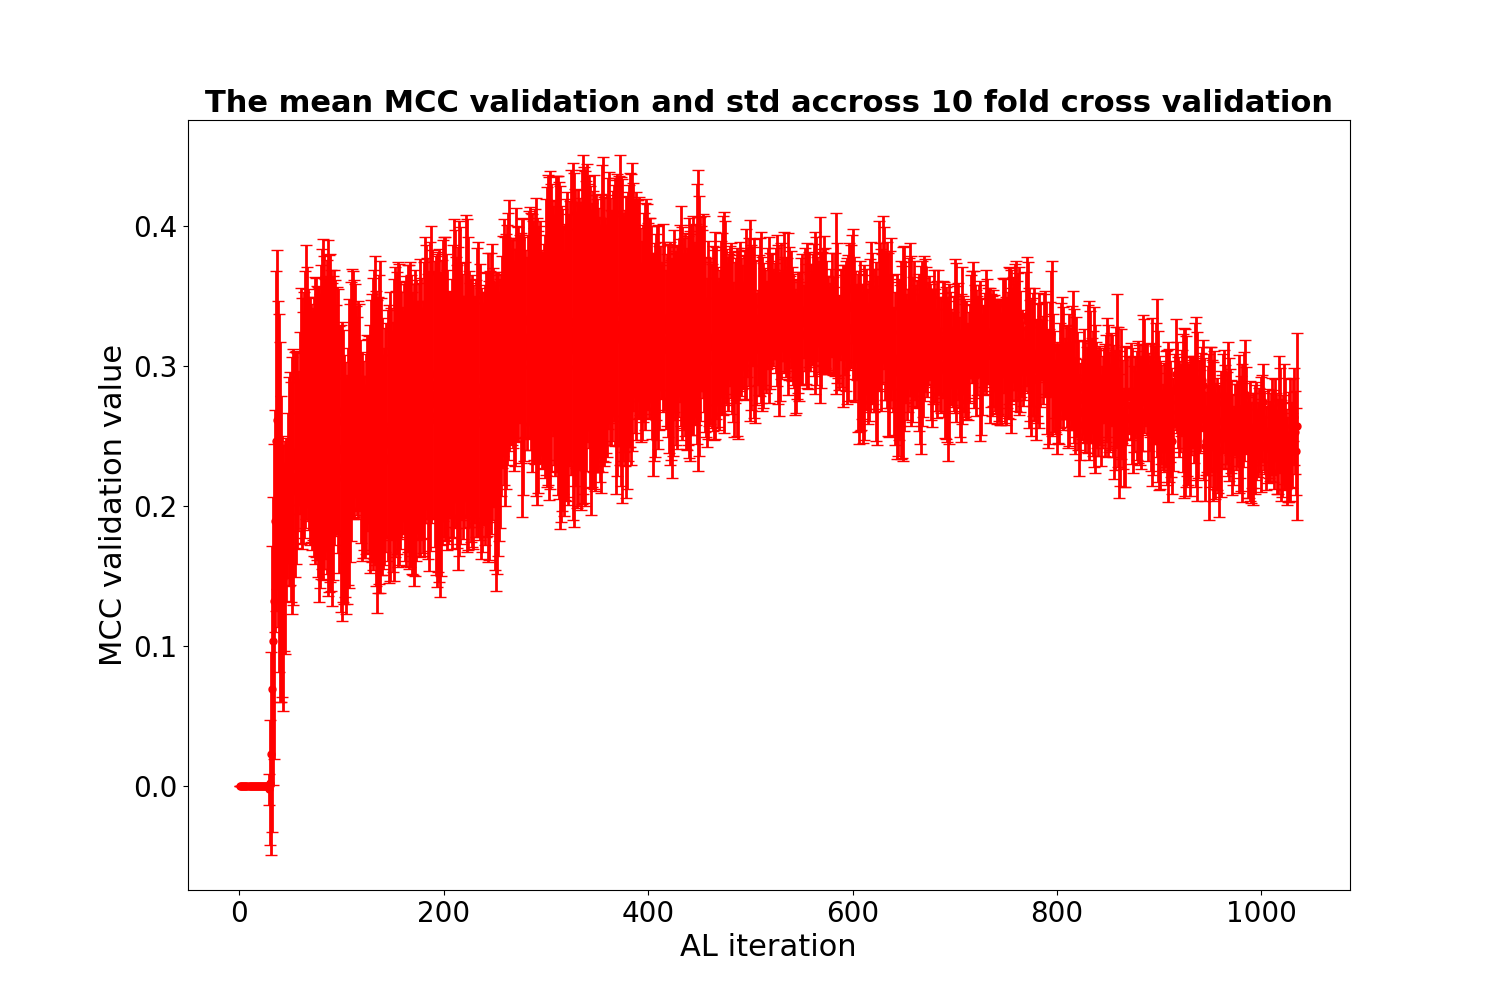 The mean MCC validation and std accross 10 fold cross validation
MCC validation value
0.4
0.3
0.2
0.1
0.0
0 200 400 600 800 1000
AL iteration